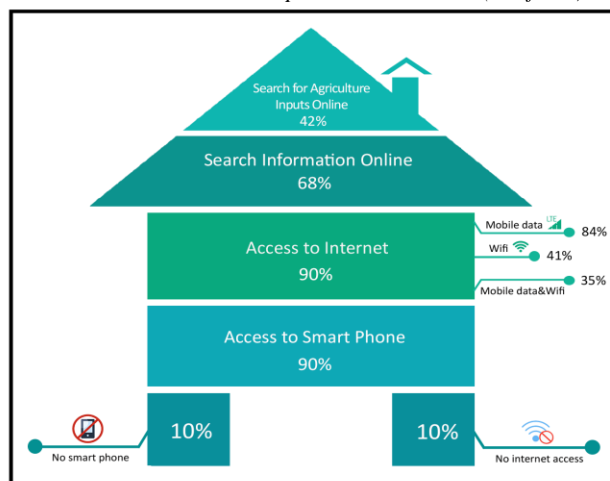 Search for Agriculture
Inputs Online
42%
Search Information Online
68%
Mobile data LTE
84%
Access to Internet
90%
Wifi
41%
35%
Mobile data&Wifi
Access to Smart Phone
90%
10%
No smart phone
10%
No internet access